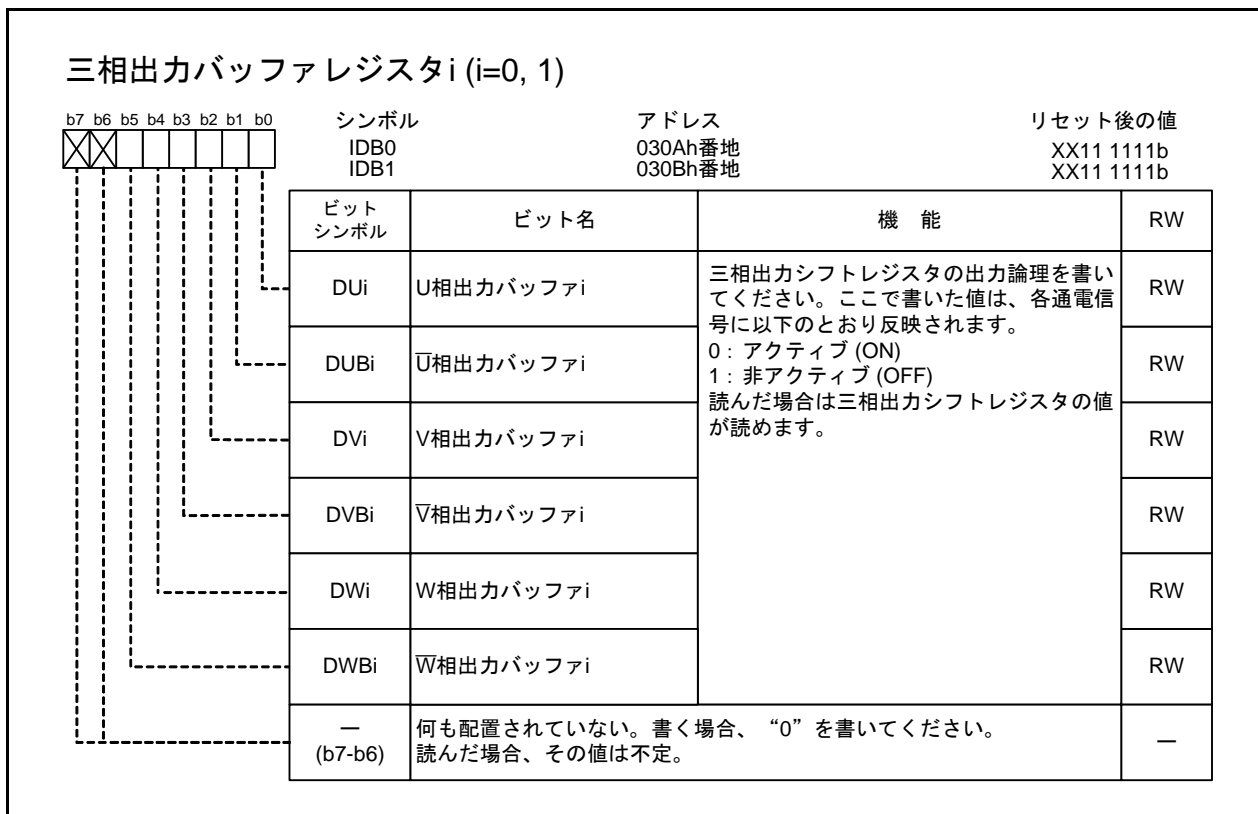 三相出力バッファレジスタi (i=0, 1)
b7 b6 b5 b4 b3 b2 b1 b0
シンボル アドレス リセット後の値
IDB0 030Ah番地 XX11 1111b
IDB1 030Bh番地 XX11 1111b
ビット
シンボル
ビット名
機 能
RW
DUi
U相出力バッファi
三相出力シフトレジスタの出力論理を書い
てください。ここで書いた値は、各通電信
号に以下のとおり反映されます。
0：アクティブ (ON)
1：非アクティブ (OFF)
読んだ場合は三相出力シフトレジスタの値
が読めます。
RW
DUBi
U̅相出力バッファi
RW
DVi
V相出力バッファi
RW
DVBi
V̅相出力バッファi
RW
DWi
W相出力バッファi
RW
DWBi
W̅相出力バッファi
RW
―
(b7-b6)
何も配置されていない。書く場合、“0”を書いてください。
読んだ場合、その値は不定。
―